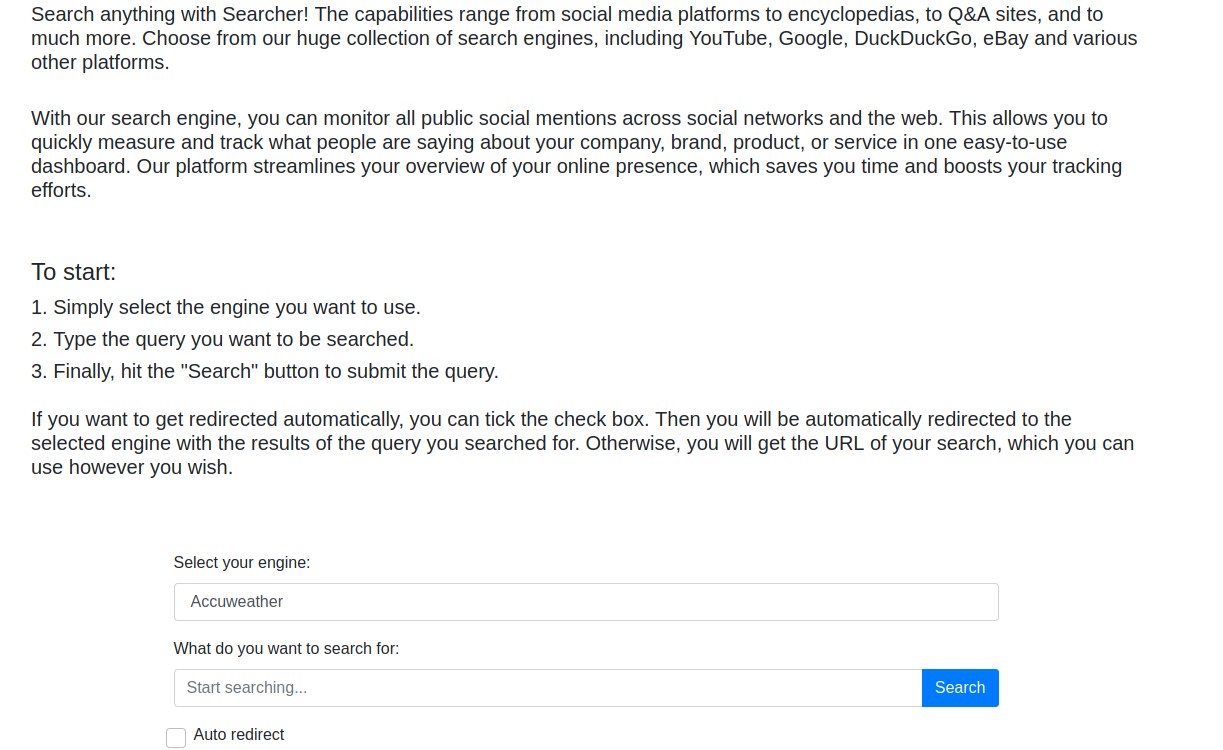 Search anything with Searcher! The capabilities range from social media platforms to encyclopedias, to Q&A sites, and to
much more. Choose from our huge collection of search engines, including YouTube, Google, DuckDuckGo, eBay and various
other platforms.
With our search engine, you can monitor all public social mentions across social networks and the web. This allows you to
quickly measure and track what people are saying about your company, brand, product, or service in one easy-to-use
dashboard. Our platform streamlines your overview of your online presence, which saves you time and boosts your tracking
efforts.
To start:
1. Simply select the engine you want to use.
2. Type the query you want to be searched.
3. Finally, hit the "Search" button to submit the query.
If you want to get redirected automatically, you can tick the check box. Then you will be automatically redirected to the
selected engine with the results of the query you searched for. Otherwise, you will get the URL of your search, which you can
use however you wish.
Select your engine:
Accuweather
What do you want to search for:
Start searching... Search
Auto redirect